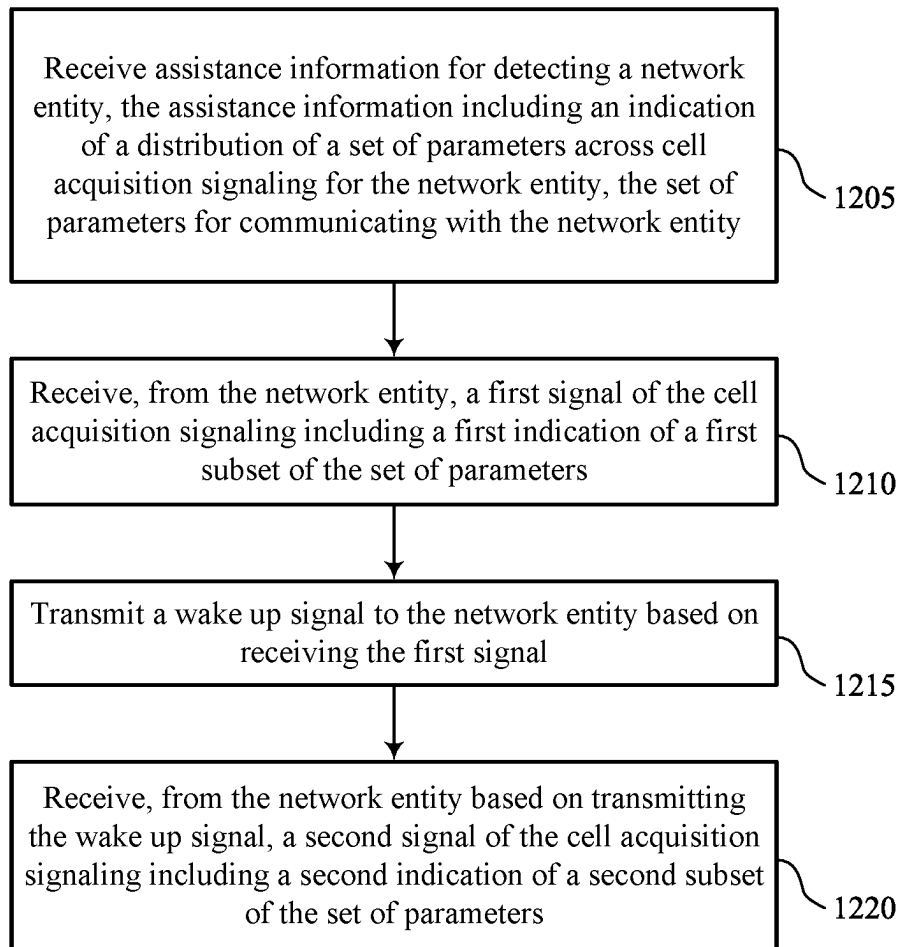 Receive assistance information for detecting a network
entity, the assistance information including an indication
of a distribution of a set of parameters across cell
acquisition signaling for the network entity, the set of
parameters for communicating with the network entity
1205
Receive, from the network entity, a first signal of the cell
acquisition signaling including a first indication of a first
subset of the set of parameters
1210
Transmit a wake up signal to the network entity based on
receiving the first signal
1215
Receive, from the network entity based on transmitting
the wake up signal, a second signal of the cell acquisition
signaling including a second indication of a second subset
of the set of parameters
1220